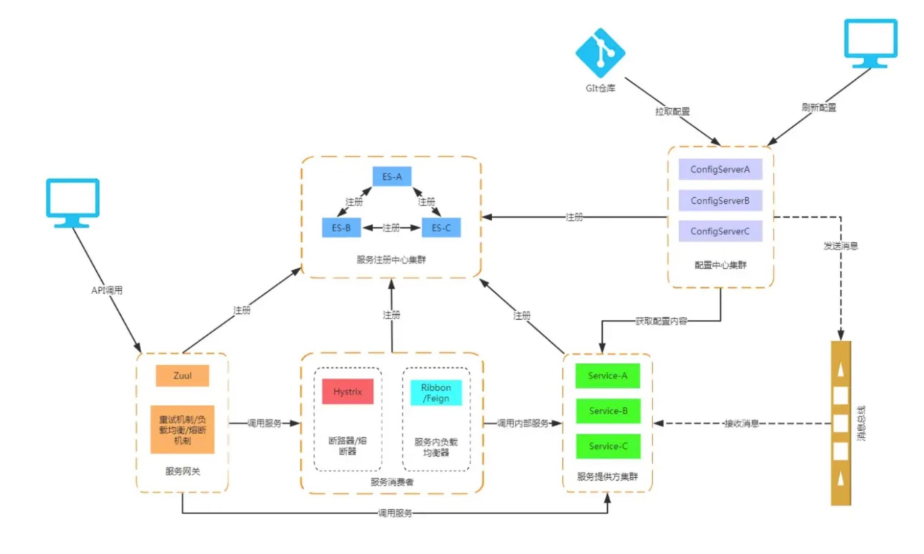 GIt仓库
拉取配置
刷新配置
ConfigServerA
ConfigServerB
ConfigServerC
配置中心集群
ES-A
注册
注册
ES-B
注册
ES-C
服务注册中心集群
注册
发送消息
API调用
注册
注册
注册
获取配置内容
Zuul
重试机制/负
载均衡/熔断
机制
服务网关
调用服务
Hystrix
断路器/熔
断器
Ribbon
/Feign
服务内负载
均衡器
服务消费者
调用内部服务
Service-A
Service-B
Service-C
服务提供方集群
接收消息
消息总线
调用服务